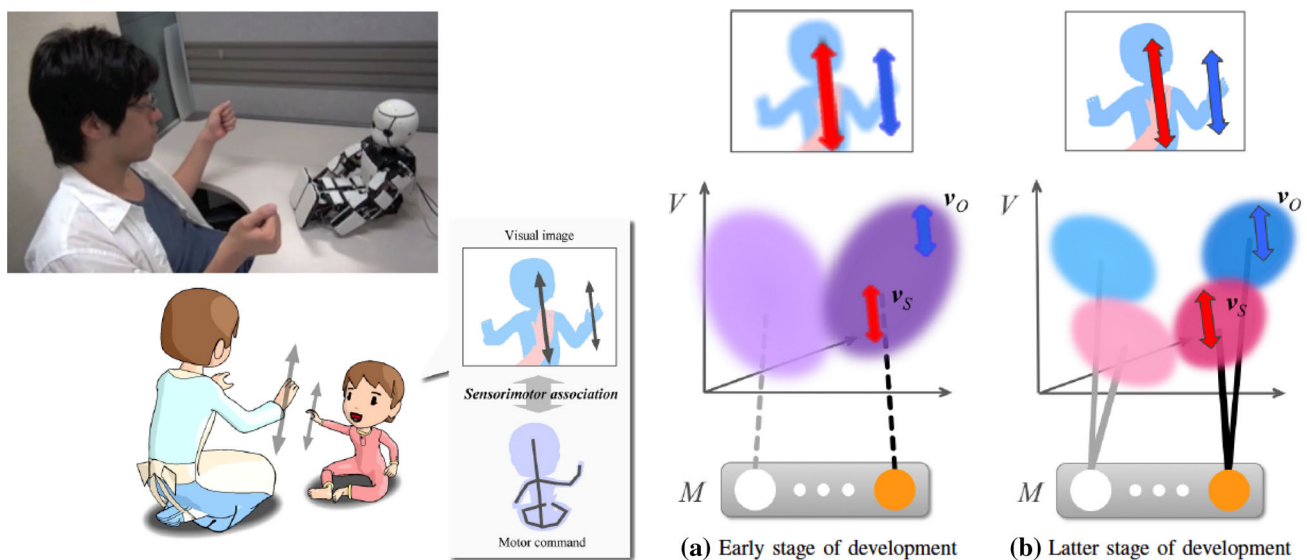 Visual image
Sensorimotor association
Motor command
V
v_O
v_S
M
(a) Early stage of development
V
v_O
v_S
M
(b) Latter stage of development